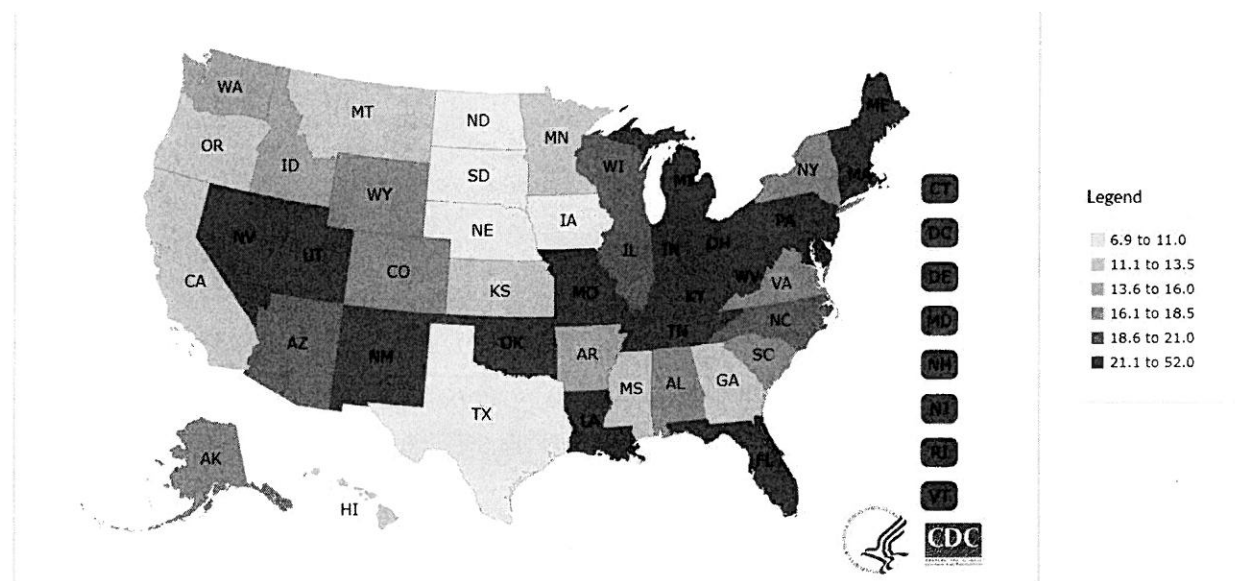 WA
MT
ND
OR
MN
ID
SD
WI
NY
WY
MI
ME
MA
CT
IA
NE
PA
DC
NV
IL
IN
OH
UT
CO
DE
WV
VA
CA
KS
MO
KY
MD
NC
TN
AZ
NM
OK
AR
SC
NH
MS
AL
GA
TX
LA
NJ
FL
RI
AK
VT
HI
CDC
Legend
6.9 to 11.0
11.1 to 13.5
13.6 to 16.0
16.1 to 18.5
18.6 to 21.0
21.1 to 52.0